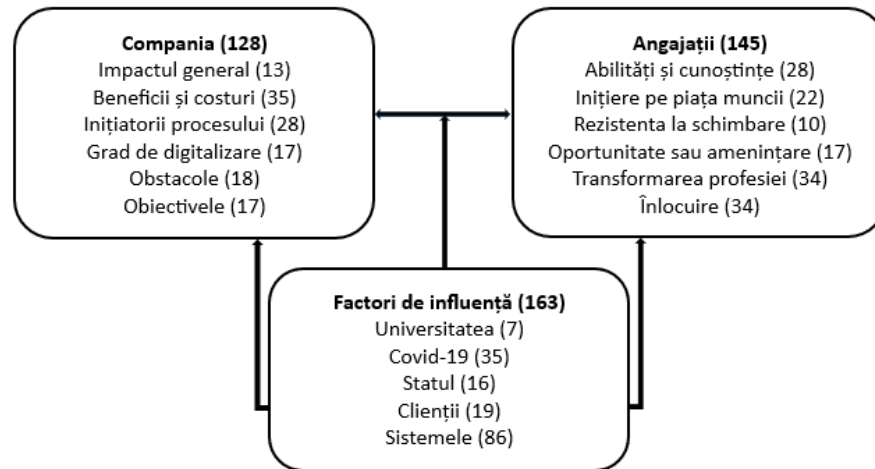 Compania (128)
Impactul general (13)
Beneficii și costuri (35)
Inițiatorii procesului (28)
Grad de digitalizare (17)
Obstacole (18)
Obiectivele (17)
Angajații (145)
Abilități și cunoștințe (28)
Inițiere pe piața muncii (22)
Rezistenta la schimbare (10)
Oportunitate sau amenințare (17)
Transformarea profesiei (34)
Înlocuire (34)
Factori de influență (163)
Universitatea (7)
Covid-19 (35)
Statul (16)
Clienții (19)
Sistemele (86)